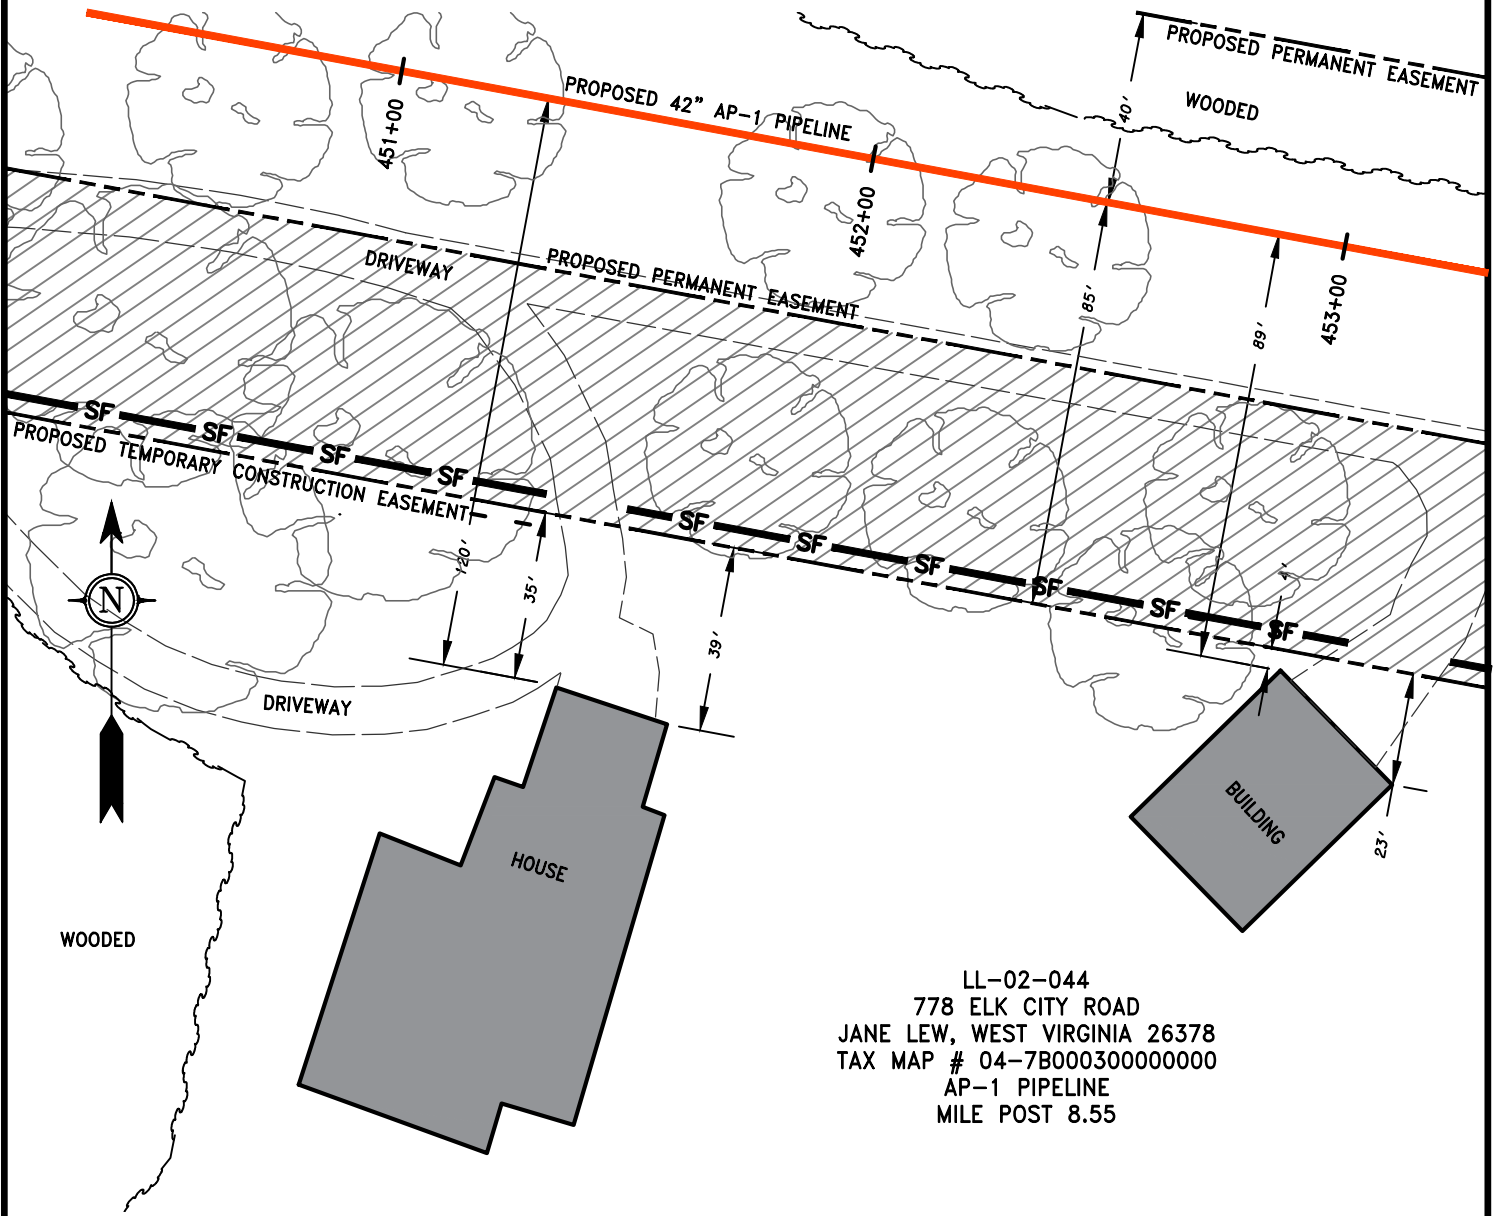 PROPOSED PERMANENT EASEMENT
WOODED
40'
PROPOSED 42” AP-1 PIPELINE
451+00
452+00
453+00
DRIVEWAY
PROPOSED PERMANENT EASEMENT
85'
89'
SF SF SF SF
PROPOSED TEMPORARY CONSTRUCTION EASEMENT
SF SF SF SF SF SF
120'
35'
39'
4'
N
DRIVEWAY
HOUSE
BUILDING
23'
WOODED
LL-02-044
778 ELK CITY ROAD
JANE LEW, WEST VIRGINIA 26378
TAX MAP # 04-7B000300000000
AP-1 PIPELINE
MILE POST 8.55